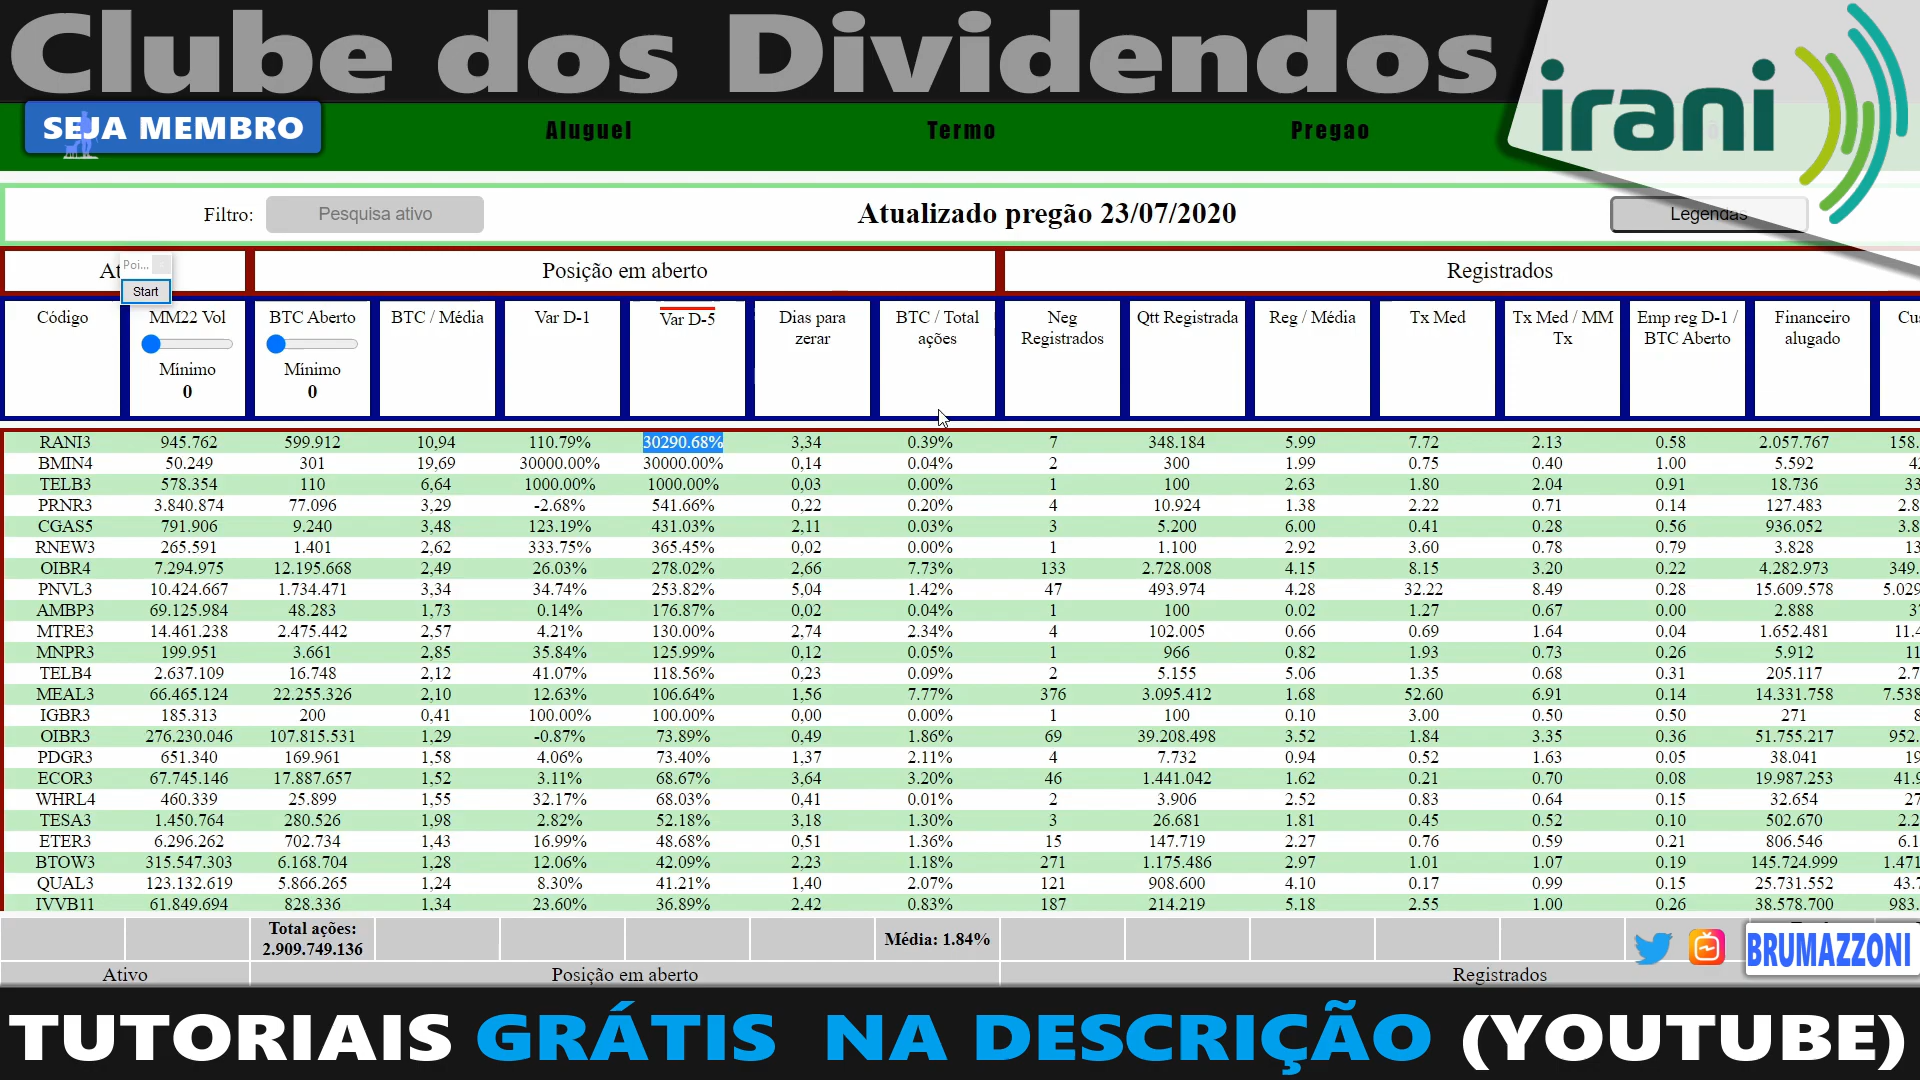 Clube dos Dividendos
irani
SEJA MEMBRO
Aluguel Termo Pregao
Filtro: Pesquisa ativo Atualizado pregão 23/07/2020 Legendas
At Poi... Posição em aberto Registrados
Start
Código MM22 Vol BTC Aberto BTC / Média Var D-1 Var D-5 Dias para zerar BTC / Total ações Neg Registrados Qtt Registrada Reg / Média Tx Med Tx Med / MM Tx Emp reg D-1 / BTC Aberto Financeiro alugado Cus
Mínimo Mínimo
0 0
RANI3 945.762 599.912 10,94 110.79% 30290.68% 3,34 0.39% 7 348.184 5.99 7.72 2.13 0.58 2.057.767 158.
BMIN4 50.249 301 19,69 30000.00% 30000.00% 0,14 0.04% 2 300 1.99 0.75 0.40 1.00 5.592 42
TELB3 578.354 110 6,64 1000.00% 1000.00% 0,03 0.00% 1 100 2.63 1.80 2.04 0.91 18.736 33
PRNR3 3.840.874 77.096 3,29 -2.68% 541.66% 0,22 0.20% 4 10.924 1.38 2.22 0.71 0.14 127.483 2.8
CGAS5 791.906 9.240 3,48 123.19% 431.03% 2,11 0.03% 3 5.200 6.00 0.41 0.28 0.56 936.052 3.8
RNEW3 265.591 1.401 2,62 333.75% 365.45% 0,02 0.00% 1 1.100 2.92 3.60 0.78 0.79 3.828 13
OIBR4 7.294.975 12.195.668 2,49 26.03% 278.02% 2,66 7.73% 133 2.728.008 4.15 8.15 3.20 0.22 4.282.973 349.
PNVL3 10.424.667 1.734.471 3,34 34.74% 253.82% 5,04 1.42% 47 493.974 4.28 32.22 8.49 0.28 15.609.578 5.029
AMBP3 69.125.984 48.283 1,73 0.14% 176.87% 0,02 0.04% 1 100 0.02 1.27 0.67 0.00 2.888 37
MTRE3 14.461.238 2.475.442 2,57 4.21% 130.00% 2,74 2.34% 4 102.005 0.66 0.69 1.64 0.04 1.652.481 11.4
MNPR3 199.951 3.661 2,85 35.84% 125.99% 0,12 0.05% 1 966 0.82 1.93 0.73 0.26 5.912 11
TELB4 2.637.109 16.748 2,12 41.07% 118.56% 0,23 0.09% 2 5.155 5.06 1.35 0.68 0.31 205.117 2.7
MEAL3 66.465.124 22.255.326 2,10 12.63% 106.64% 1,56 7.77% 376 3.095.412 1.68 52.60 6.91 0.14 14.331.758 7.538
IGBR3 185.313 200 0,41 100.00% 100.00% 0,00 0.00% 1 100 0.10 3.00 0.50 0.50 271 8
OIBR3 276.230.046 107.815.531 1,29 -0.87% 73.89% 0,49 1.86% 69 39.208.498 3.52 1.84 3.35 0.36 51.755.217 952.
PDGR3 651.340 169.961 1,58 4.06% 73.40% 1,37 2.11% 4 7.732 0.94 0.52 1.63 0.05 38.041 19
ECOR3 67.745.146 17.887.657 1,52 3.11% 68.67% 3,64 3.20% 46 1.441.042 1.62 0.21 0.70 0.08 19.987.253 41.9
WHRL4 460.339 25.899 1,55 32.17% 68.03% 0,41 0.01% 2 3.906 2.52 0.83 0.64 0.15 32.654 27
TESA3 1.450.764 280.526 1,98 2.82% 52.18% 3,18 1.30% 3 26.681 1.81 0.45 0.52 0.10 502.670 2.2
ETER3 6.296.262 702.734 1,43 16.99% 48.68% 0,51 1.36% 15 147.719 2.27 0.76 0.59 0.21 806.546 6.1
BTOW3 315.547.303 6.168.704 1,28 12.06% 42.09% 2,23 1.18% 271 1.175.486 2.97 1.01 1.07 0.19 145.724.999 1.471
QUAL3 123.132.619 5.866.265 1,24 8.30% 41.21% 1,40 2.07% 121 908.600 4.10 0.17 0.99 0.15 25.731.552 43.7
IVVB11 61.849.694 828.336 1,34 23.60% 36.89% 2,42 0.83% 187 214.219 5.18 2.55 1.00 0.26 38.578.700 983.
Total ações:
2.909.749.136 Média: 1.84%
BRUMAZZONI
Ativo Posição em aberto Registrados
TUTORIAIS GRÁTIS NA DESCRIÇÃO (YOUTUBE)